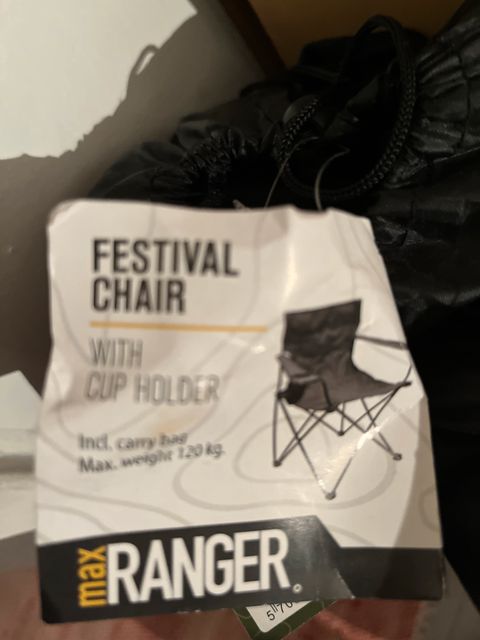 FESTIVAL
CHAIR
WITH
CUP HOLDER
Incl. carry bag
Max. weight 120 kg.
max RANGER